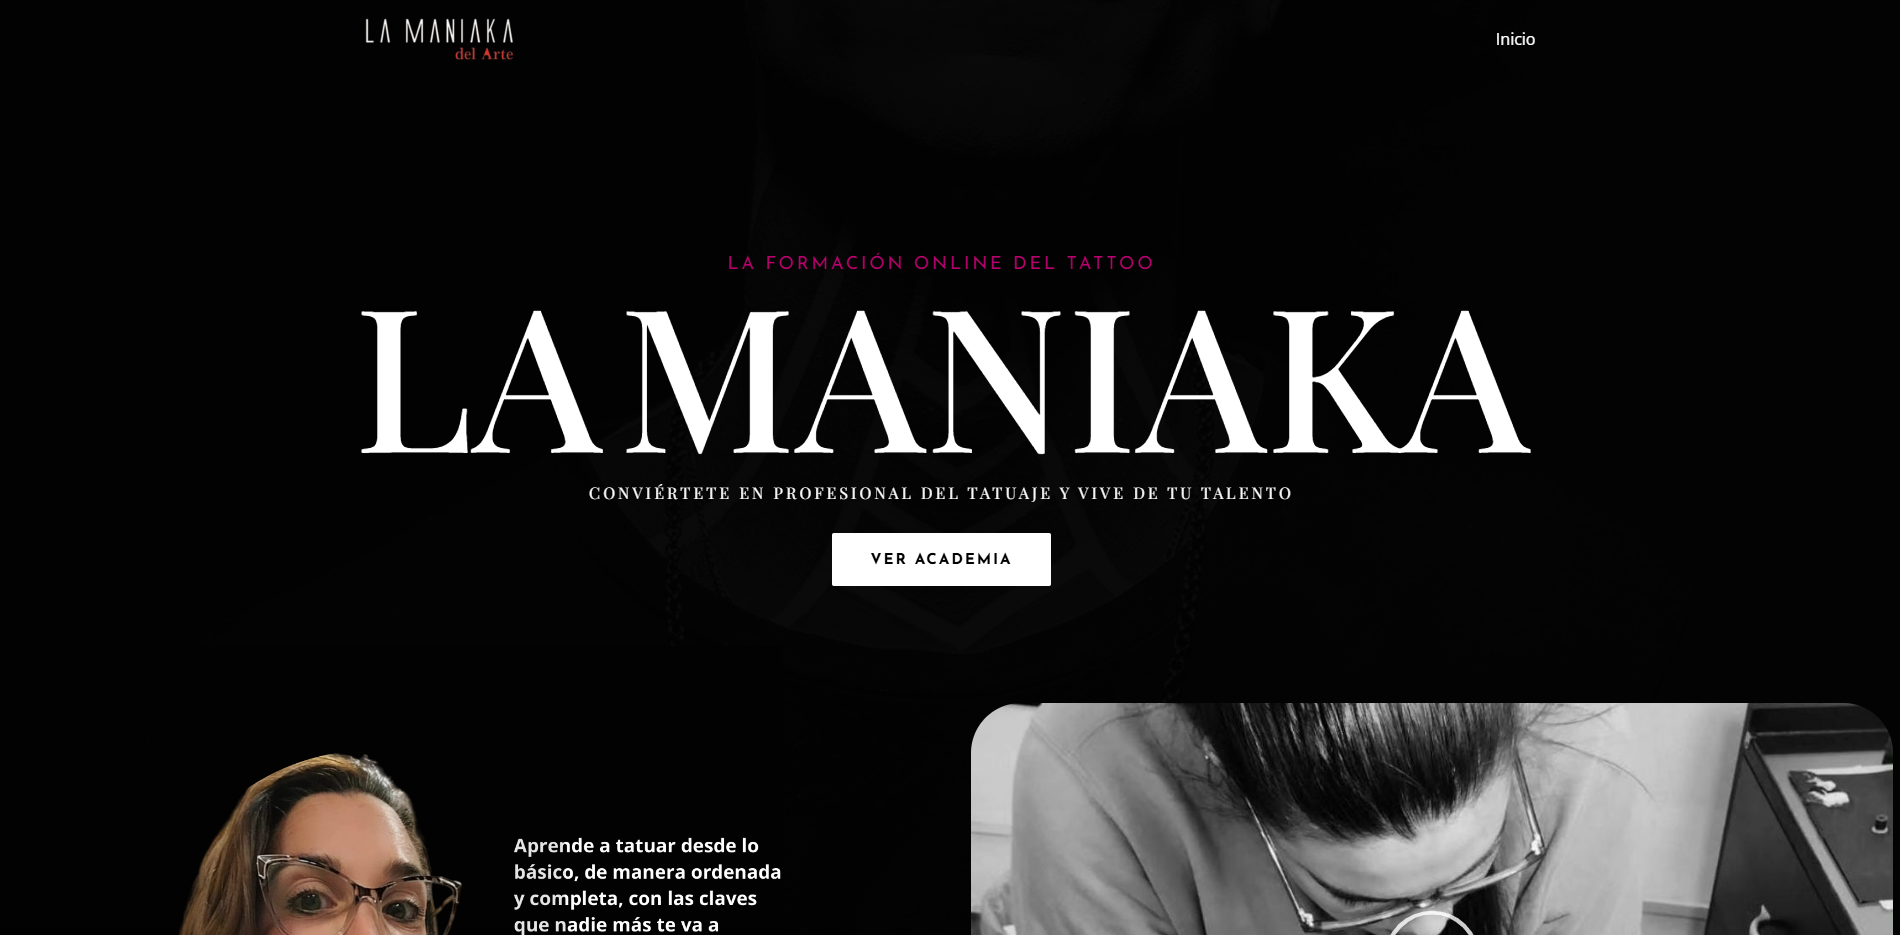 LA MANIAKA
del Arte
Inicio
LA FORMACIÓN ONLINE DEL TATTOO
LA MANIAKA
CONVIÉRTETE EN PROFESIONAL DEL TATUAJE Y VIVE DE TU TALENTO
VER ACADEMIA
Aprende a tatuar desde lo
básico, de manera ordenada
y completa, con las claves
que nadie más te va a